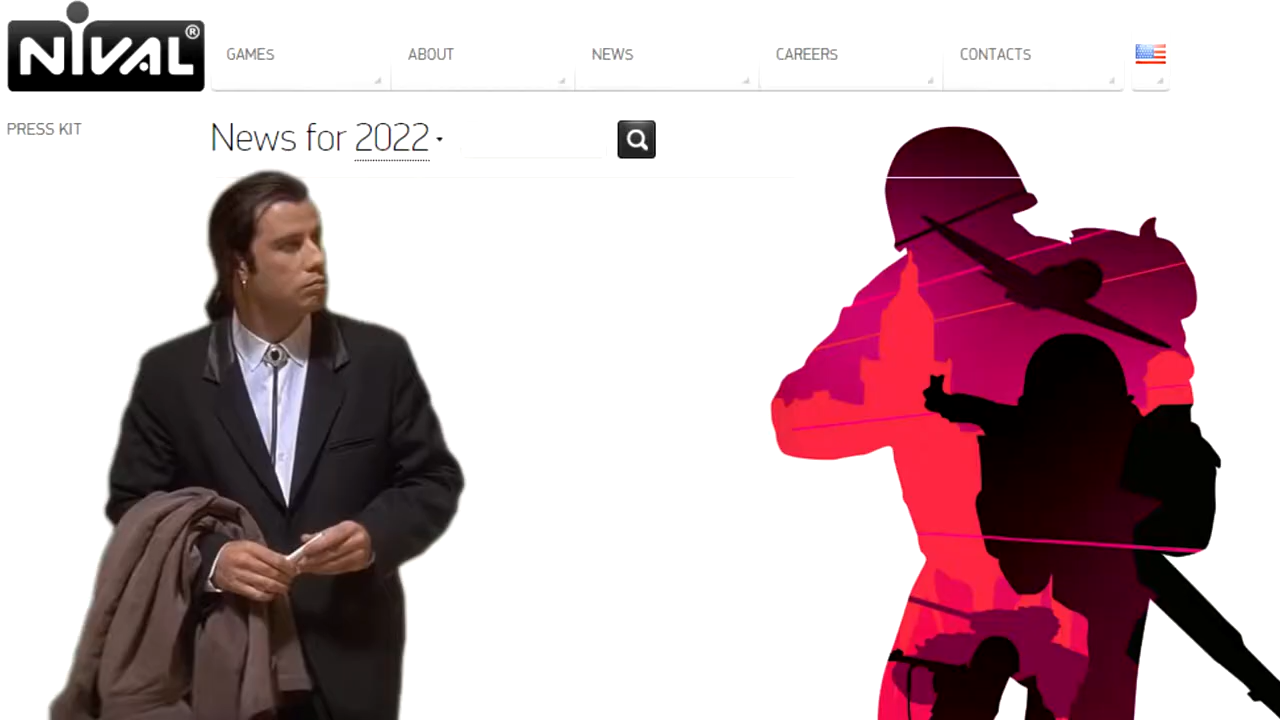 NIVAL®
GAMES
ABOUT
NEWS
CAREERS
CONTACTS
PRESS KIT
News for 2022